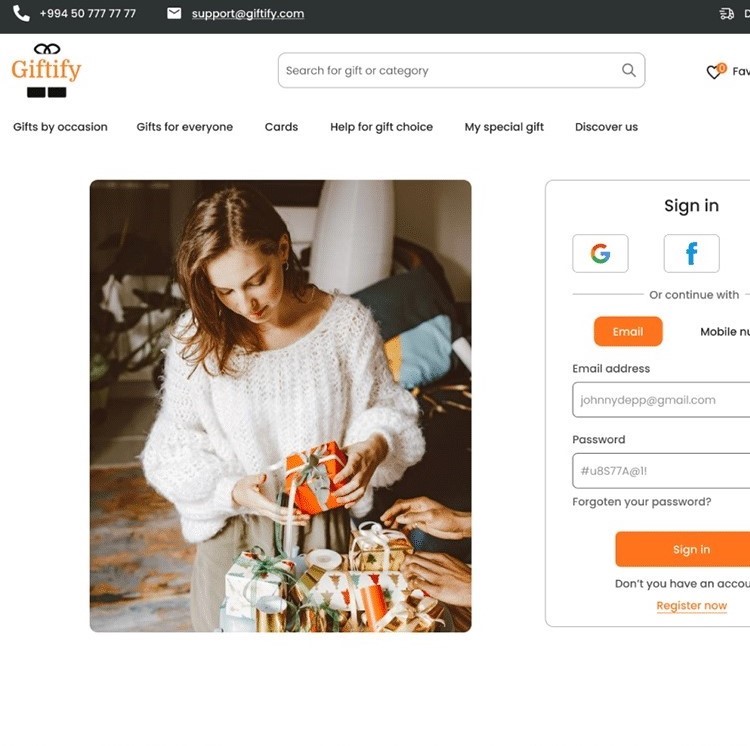 +994 50 777 77 77 support@giftify.com
Giftify
Search for gift or category
0
Gifts by occasion Gifts for everyone Cards Help for gift choice My special gift Discover us
Sign in
G f
Or continue with
Email Mobile
Email address
johnnydepp@gmail.com
Password
#u8S77A@1!
Forgoten your password?
Sign in
Don't you have an
Register now